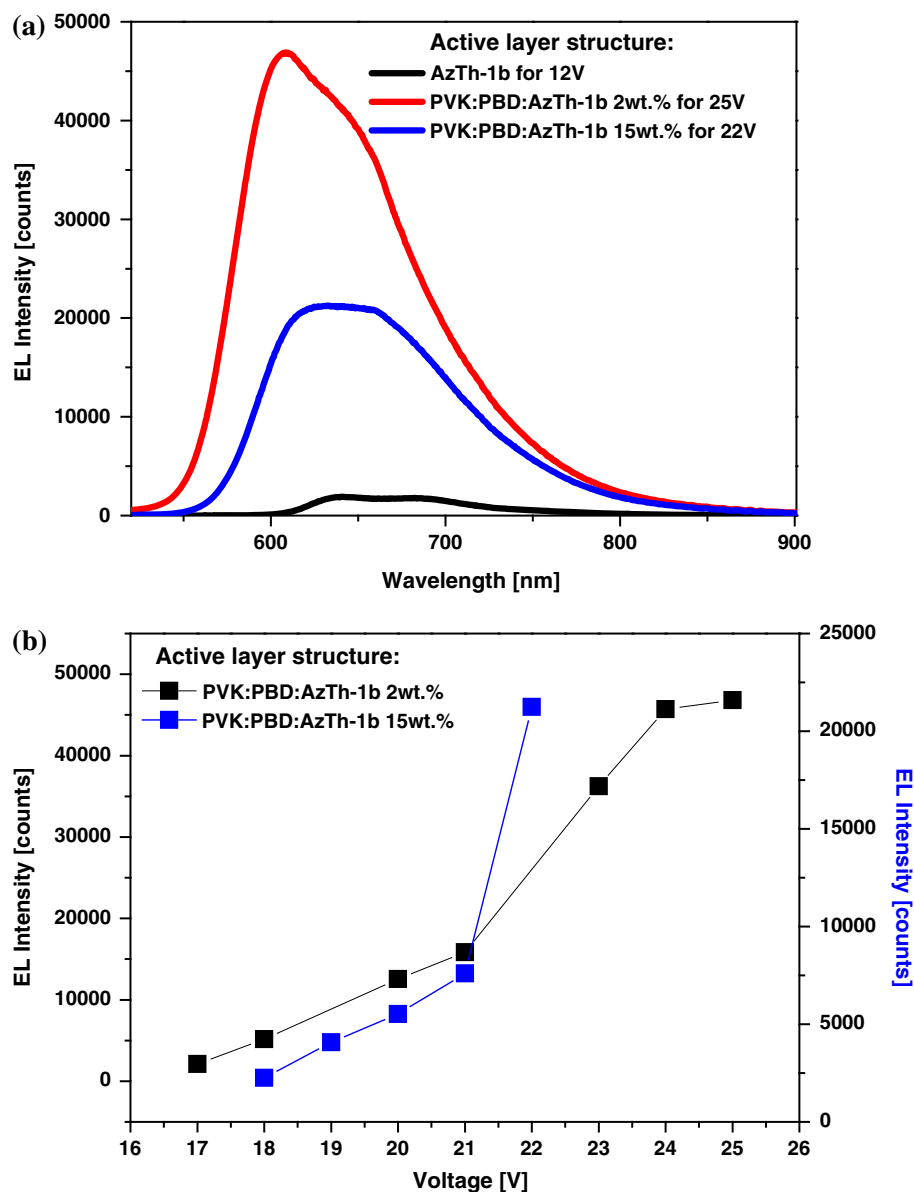 (a)
Active layer structure:
AzTh-1b for 12V
PVK:PBD:AzTh-1b 2wt.% for 25V
PVK:PBD:AzTh-1b 15wt.% for 22V
EL Intensity [counts]
50000
40000
30000
20000
10000
0
600 700 800 900
Wavelength [nm]
(b)
Active layer structure:
PVK:PBD:AzTh-1b 2wt.%
PVK:PBD:AzTh-1b 15wt.%
EL Intensity [counts]
50000
40000
30000
20000
10000
0
25000
20000
15000
10000
5000
0
EL Intensity [counts]
16 17 18 19 20 21 22 23 24 25 26
Voltage [V]